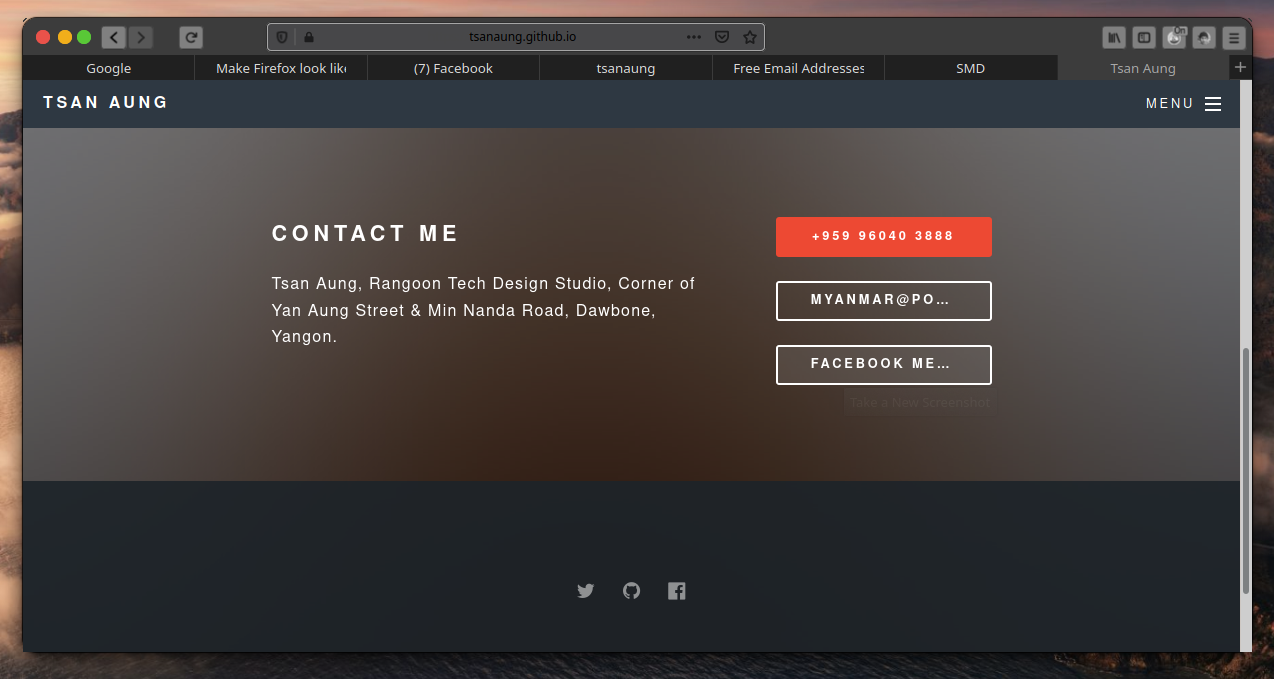 tsanaung.github.io
On
Google
Make Firefox look lik
(7) Facebook
tsanaung
Free Email Addresses
SMD
Tsan Aung
TSAN AUNG
MENU
CONTACT ME
Tsan Aung, Rangoon Tech Design Studio, Corner of
Yan Aung Street & Min Nanda Road, Dawbone,
Yangon.
+959 96040 3888
MYANMAR@PO...
FACEBOOK ME...
Take a New Screenshot